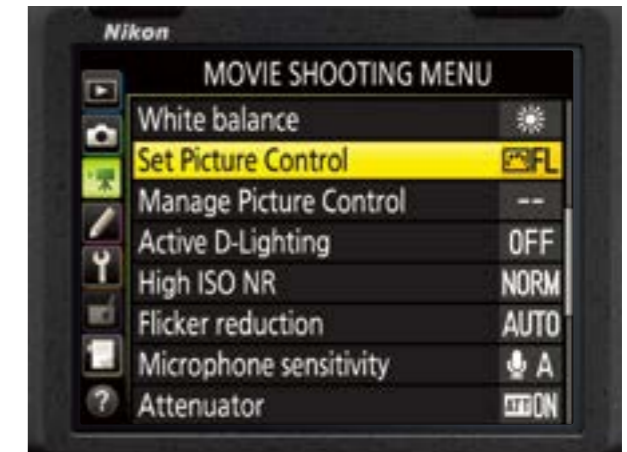 Nikon
MOVIE SHOOTING MENU
White balance
Set Picture Control FL
Manage Picture Control --
Active D-Lighting OFF
High ISO NR NORM
Flicker reduction AUTO
Microphone sensitivity A
? Attenuator ATT ON